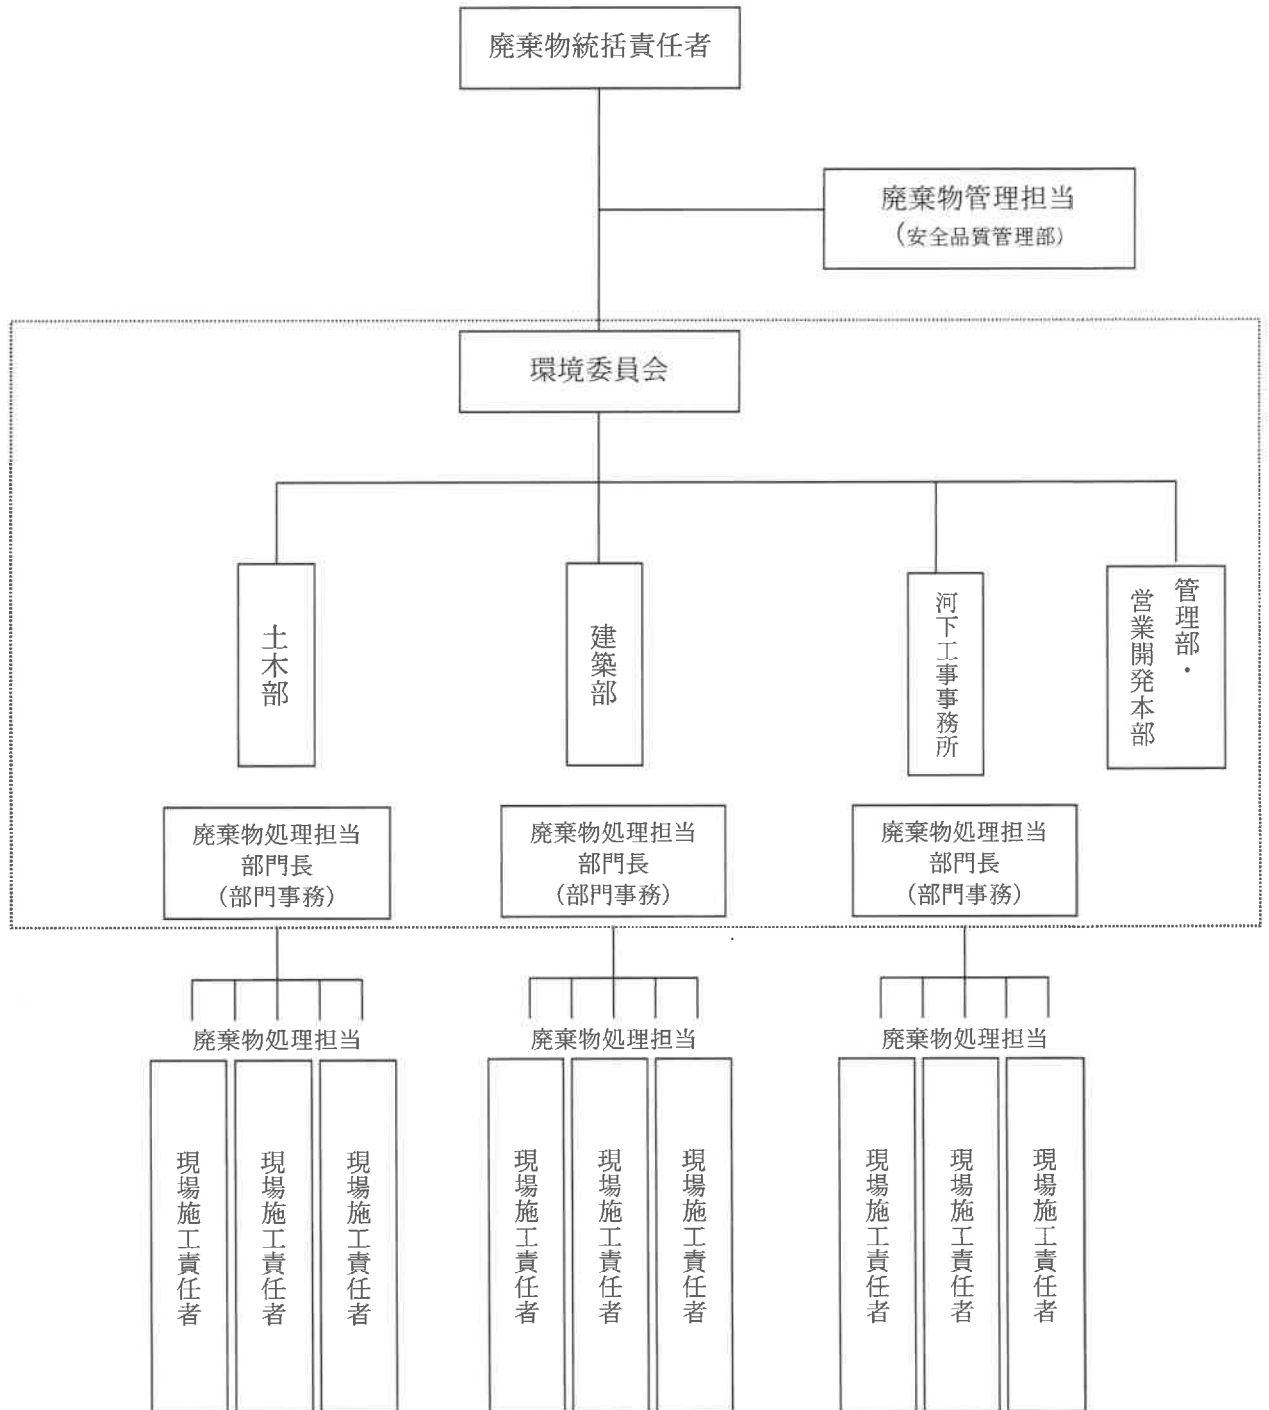 廃棄物統括責任者
廃棄物管理担当
(安全品質管理部)
環境委員会
土木部
建築部
河下工事事務所
管理部・
営業開発本部
廃棄物処理担当
部門長
(部門事務)
廃棄物処理担当
部門長
(部門事務)
廃棄物処理担当
部門長
(部門事務)
廃棄物処理担当
廃棄物処理担当
廃棄物処理担当
現場施工責任者
現場施工責任者
現場施工責任者
現場施工責任者
現場施工責任者
現場施工責任者
現場施工責任者
現場施工責任者
現場施工責任者